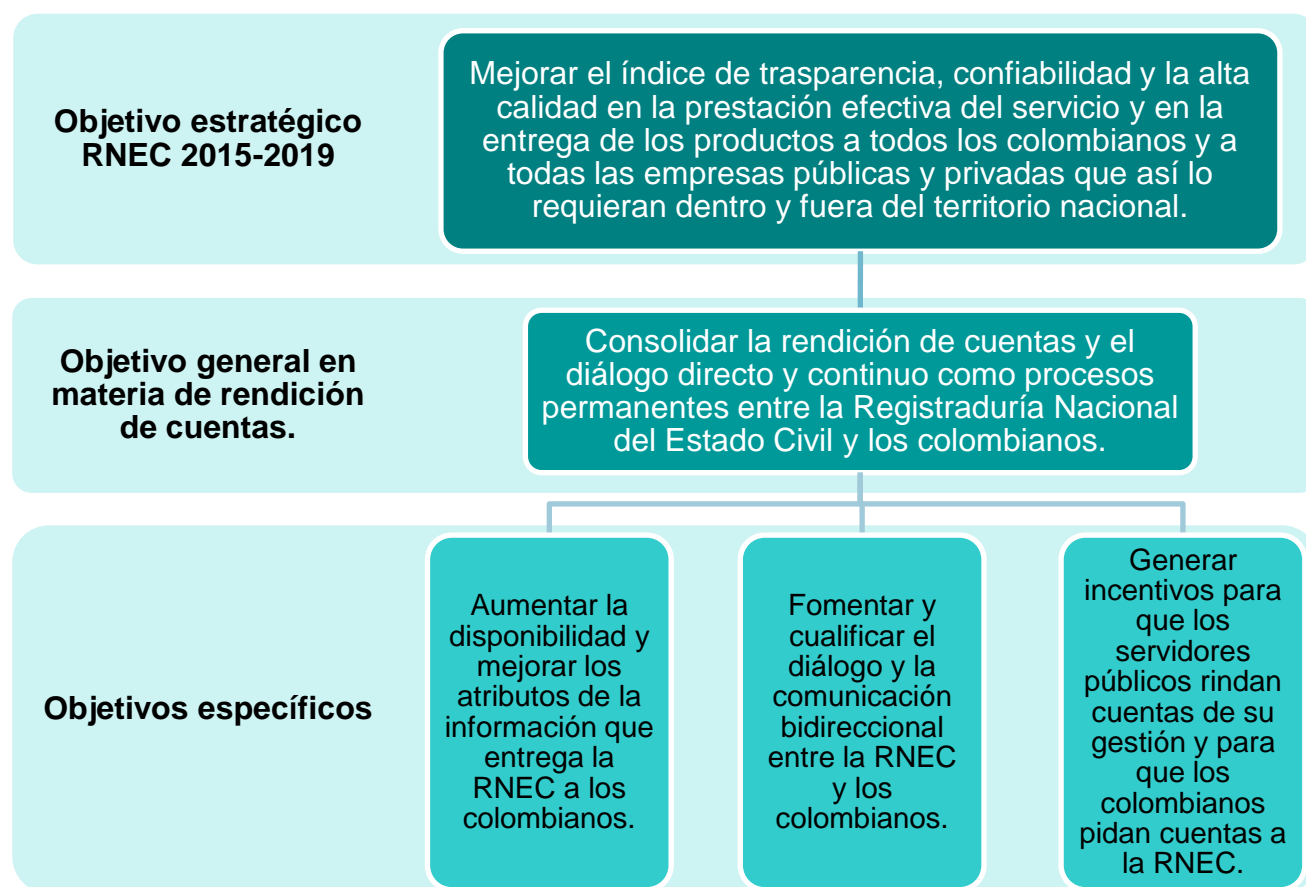 Objetivo estratégico
RNEC 2015-2019
Mejorar el índice de trasparencia, confiabilidad y la alta
calidad en la prestación efectiva del servicio y en la
entrega de los productos a todos los colombianos y a
todas las empresas públicas y privadas que así lo
requieran dentro y fuera del territorio nacional.
Objetivo general en
materia de rendición
de cuentas.
Consolidar la rendición de cuentas y el
diálogo directo y continuo como procesos
permanentes entre la Registraduría Nacional
del Estado Civil y los colombianos.
Objetivos específicos
Aumentar la
disponibilidad y
mejorar los
atributos de la
información que
entrega la
RNEC a los
colombianos.
Fomentar y
cualificar el
diálogo y la
comunicación
bidireccional
entre la RNEC
y los
colombianos.
Generar
incentivos para
que los
servidores
públicos rindan
cuentas de su
gestión y para
que los
colombianos
pidan cuentas a
la RNEC.